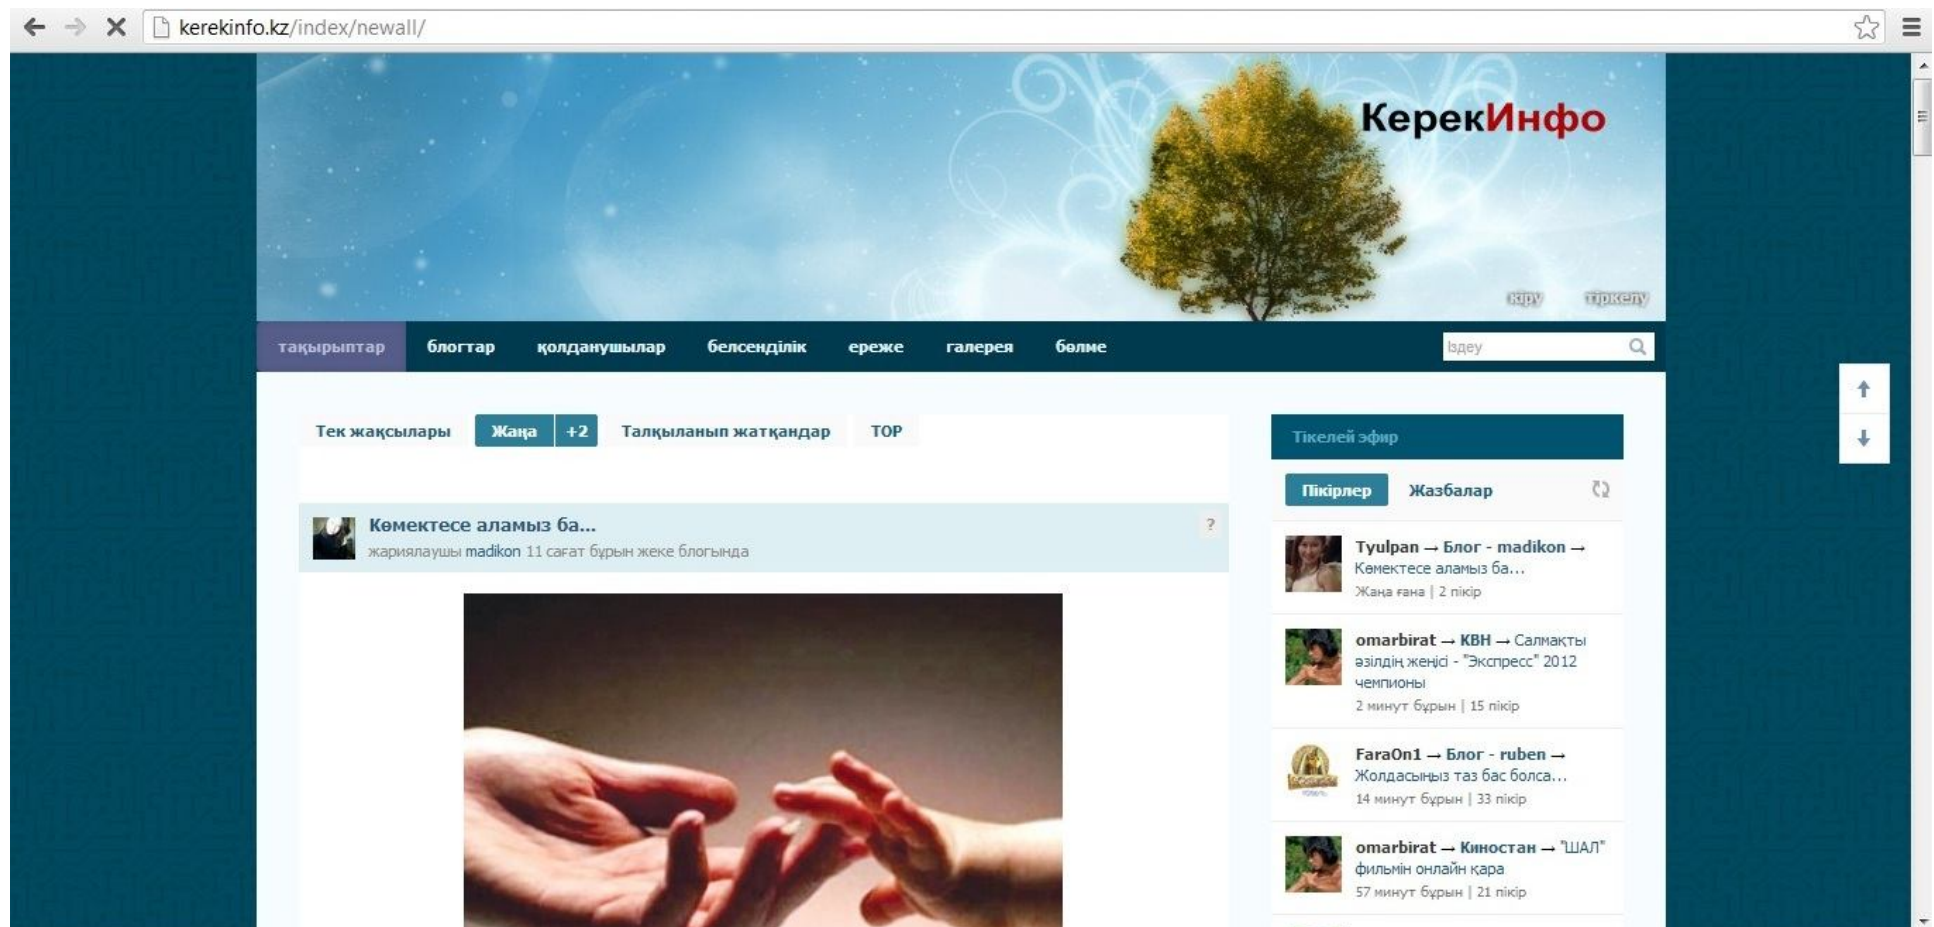 kerekinfo.kz/index/newall/
КерекИнфо
кіру тіркелу
тақырыптар блогтар қолданушылар белсенділік ереже галерея бөлме Іздеу
Тек жақсылары Жаңа +2 Талқыланып жатқандар TOP
Көмектесе аламыз ба...
?
жариялаушы madikon 11 сағат бұрын жеке блогында
Тікелей эфир
Пікірлер Жазбалар
Tyulpan → Блог - madikon →
Көмектесе аламыз ба...
Жаңа ғана | 2 пікір
omarbirat → КВН → Салмақты
әзілдің жеңісі - "Экспресс" 2012
чемпионы
2 минут бұрын | 15 пікір
FaraOn1 → Блог - ruben →
Жолдасыңыз таз бас болса...
14 минут бұрын | 33 пікір
omarbirat → Киностан → "ШАЛ"
фильмін онлайн қара
57 минут бұрын | 21 пікір